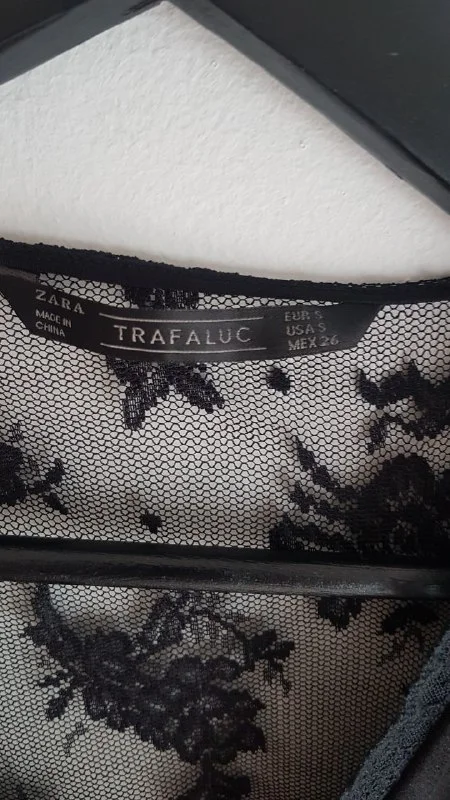 ZARA
MADE IN
CHINA
TRAFALUC
EUR S
USA S
MEX 26